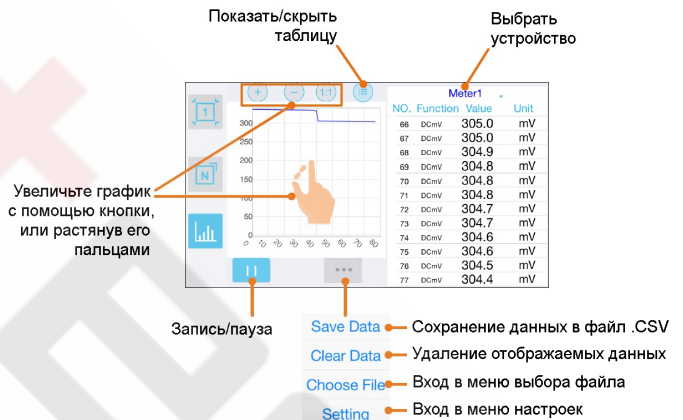 Показать/скрыть
таблицу
Выбрать
устройство
+ − 1:1
Meter1
NO. Function Value Unit
66 DCmV 305.0 mV
67 DCmV 305.0 mV
68 DCmV 304.9 mV
69 DCmV 304.8 mV
70 DCmV 304.8 mV
71 DCmV 304.8 mV
72 DCmV 304.7 mV
73 DCmV 304.7 mV
74 DCmV 304.6 mV
75 DCmV 304.6 mV
76 DCmV 304.5 mV
77 DCmV 304.4 mV
1
N
300
250
200
150
100
50
0
0 10 20 30 40 50 60 70 80
Увеличьте график
с помощью кнопки,
или растянув его
пальцами
Запись/пауза
Save Data Сохранение данных в файл .CSV
Clear Data Удаление отображаемых данных
Choose File Вход в меню выбора файла
Setting Вход в меню настроек